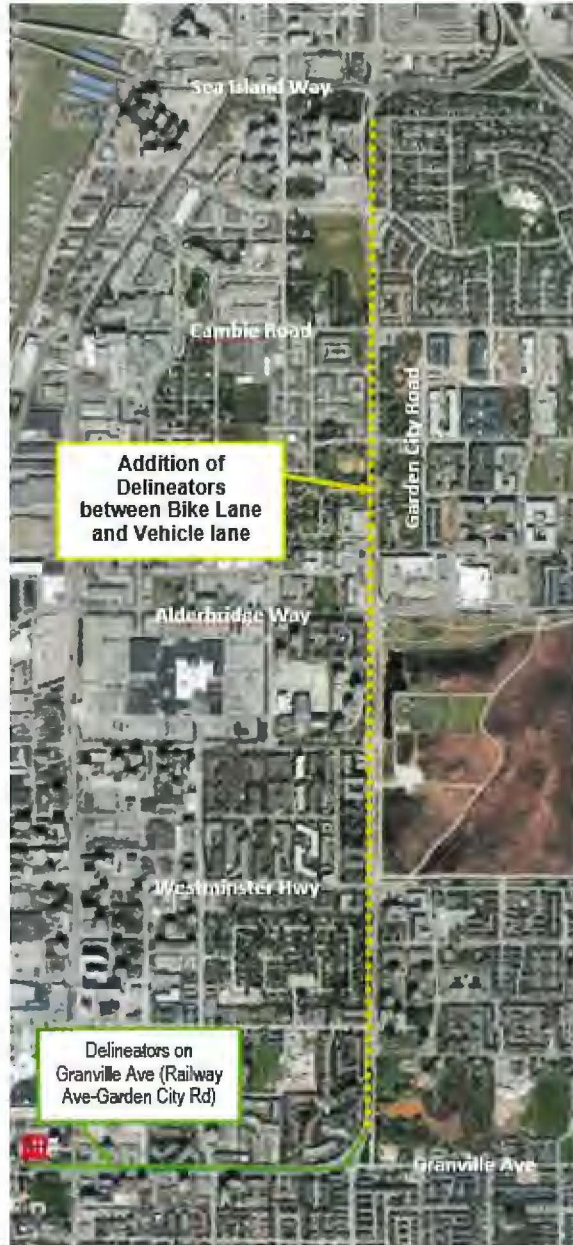 Sea Island Way
Cambie Road
Garden City Road
Addition of
Delineators
between Bike Lane
and Vehicle lane
Alderbridge Way
Westminster Hwy
Delineators on
Granville Ave (Railway
Ave-Garden City Rd)
Granville Ave